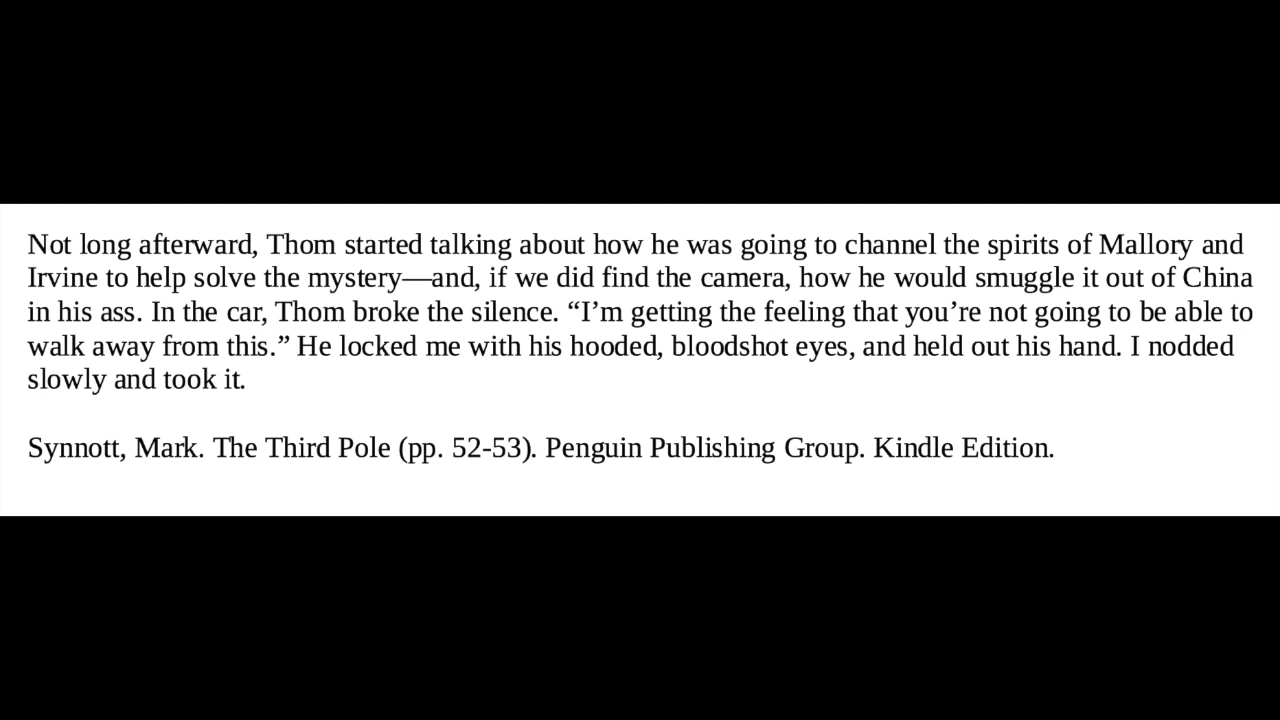 Not long afterward, Thom started talking about how he was going to channel the spirits of Mallory and
Irvine to help solve the mystery—and, if we did find the camera, how he would smuggle it out of China
in his ass. In the car, Thom broke the silence. “I’m getting the feeling that you’re not going to be able to
walk away from this.” He locked me with his hooded, bloodshot eyes, and held out his hand. I nodded
slowly and took it.
Synnott, Mark. The Third Pole (pp. 52-53). Penguin Publishing Group. Kindle Edition.